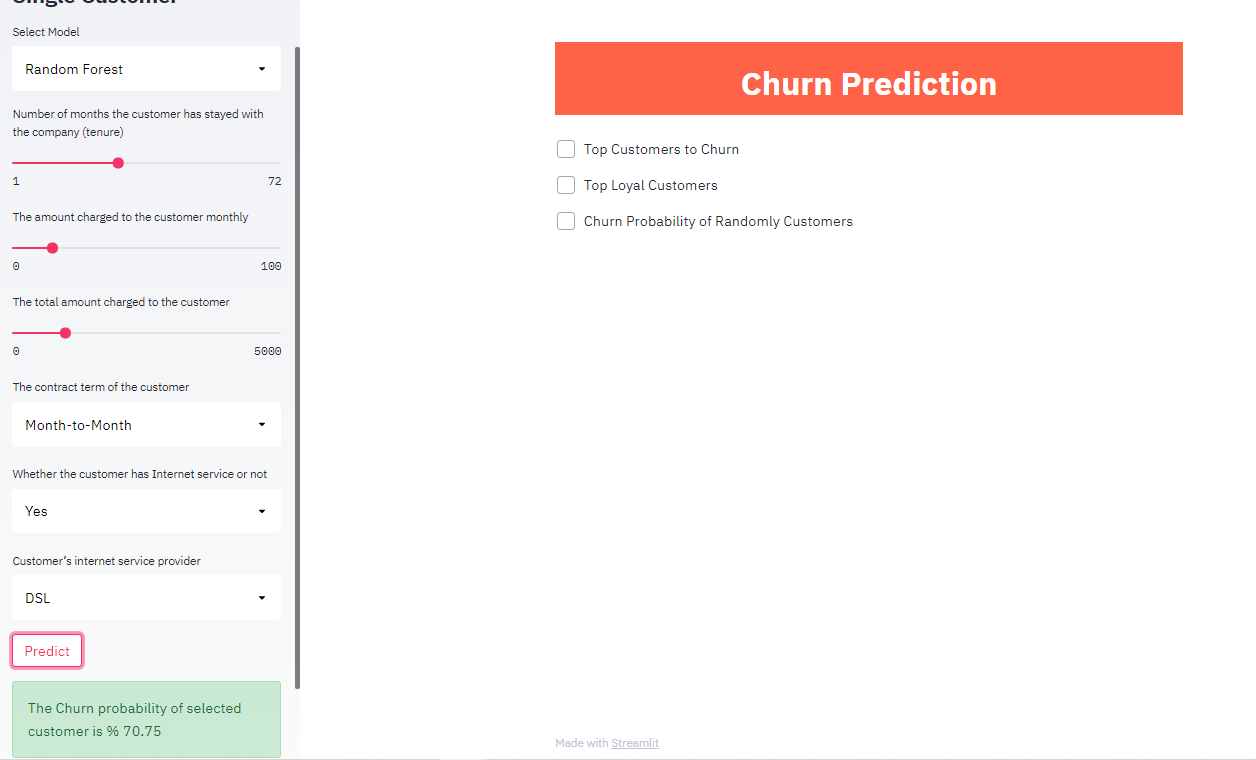 Single Customer
Select Model
Random Forest
Number of months the customer has stayed with
the company (tenure)
1 72
The amount charged to the customer monthly
0 100
The total amount charged to the customer
0 5000
The contract term of the customer
Month-to-Month
Whether the customer has Internet service or not
Yes
Customer’s internet service provider
DSL
Predict
The Churn probability of selected
customer is % 70.75
Churn Prediction
Top Customers to Churn
Top Loyal Customers
Churn Probability of Randomly Customers
Made with Streamlit